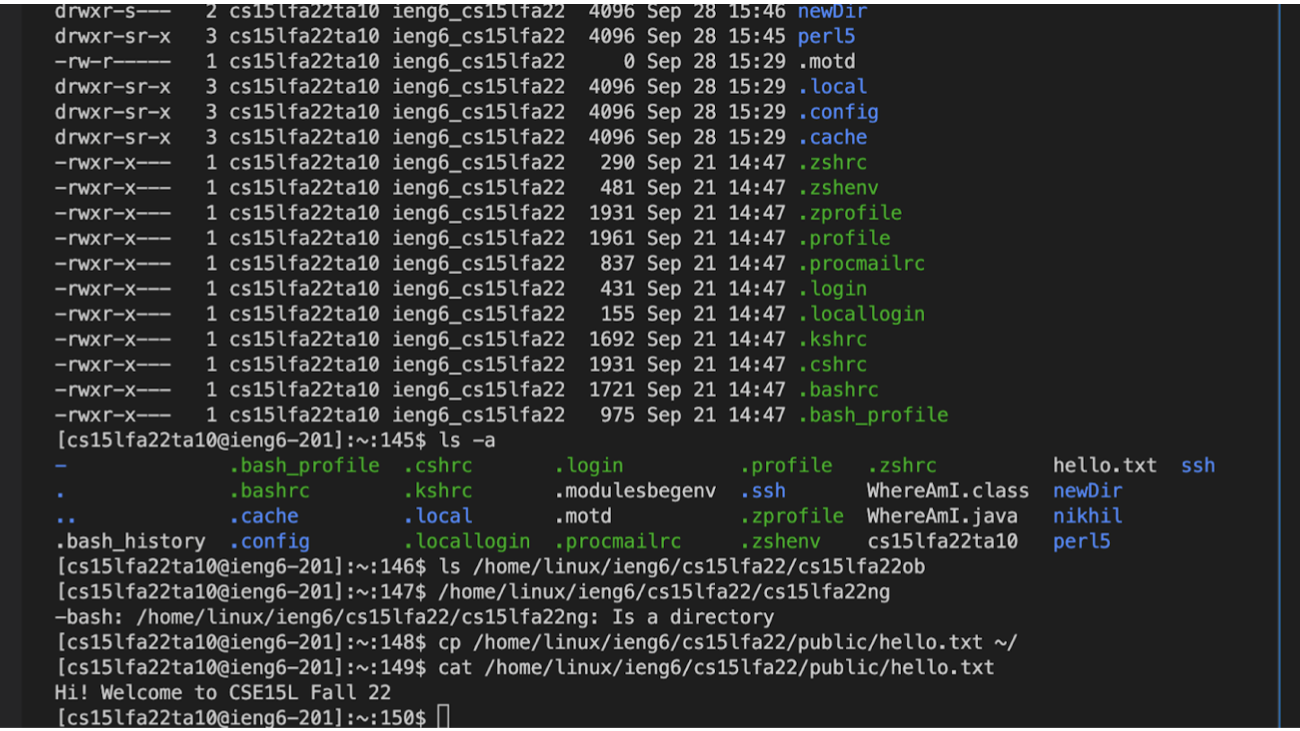 drwxr-s---   2 cs15lfa22ta10 ieng6_cs15lfa22  4096 Sep 28 15:46 newDir
drwxr-sr-x   3 cs15lfa22ta10 ieng6_cs15lfa22  4096 Sep 28 15:45 perl5
-rw-r-----   1 cs15lfa22ta10 ieng6_cs15lfa22     0 Sep 28 15:29 .motd
drwxr-sr-x   3 cs15lfa22ta10 ieng6_cs15lfa22  4096 Sep 28 15:29 .local
drwxr-sr-x   3 cs15lfa22ta10 ieng6_cs15lfa22  4096 Sep 28 15:29 .config
drwxr-sr-x   3 cs15lfa22ta10 ieng6_cs15lfa22  4096 Sep 28 15:29 .cache
-rwxr-x---   1 cs15lfa22ta10 ieng6_cs15lfa22   290 Sep 21 14:47 .zshrc
-rwxr-x---   1 cs15lfa22ta10 ieng6_cs15lfa22   481 Sep 21 14:47 .zshenv
-rwxr-x---   1 cs15lfa22ta10 ieng6_cs15lfa22  1931 Sep 21 14:47 .zprofile
-rwxr-x---   1 cs15lfa22ta10 ieng6_cs15lfa22  1961 Sep 21 14:47 .profile
-rwxr-x---   1 cs15lfa22ta10 ieng6_cs15lfa22   837 Sep 21 14:47 .procmailrc
-rwxr-x---   1 cs15lfa22ta10 ieng6_cs15lfa22   431 Sep 21 14:47 .login
-rwxr-x---   1 cs15lfa22ta10 ieng6_cs15lfa22   155 Sep 21 14:47 .locallogin
-rwxr-x---   1 cs15lfa22ta10 ieng6_cs15lfa22  1692 Sep 21 14:47 .kshrc
-rwxr-x---   1 cs15lfa22ta10 ieng6_cs15lfa22  1931 Sep 21 14:47 .cshrc
-rwxr-x---   1 cs15lfa22ta10 ieng6_cs15lfa22  1721 Sep 21 14:47 .bashrc
-rwxr-x---   1 cs15lfa22ta10 ieng6_cs15lfa22   975 Sep 21 14:47 .bash_profile
[cs15lfa22ta10@ieng6-201]:~:145$ ls -a
-              .bash_profile  .cshrc       .login           .profile   .zshrc           hello.txt  ssh
.              .bashrc        .kshrc       .modulesbegenv  .ssh       WhereAmI.class  newDir
..             .cache         .local       .motd            .zprofile  WhereAmI.java   nikhil
.bash_history  .config        .locallogin  .procmailrc     .zshenv    cs15lfa22ta10   perl5
[cs15lfa22ta10@ieng6-201]:~:146$ ls /home/linux/ieng6/cs15lfa22/cs15lfa22ob
[cs15lfa22ta10@ieng6-201]:~:147$ /home/linux/ieng6/cs15lfa22/cs15lfa22ng
-bash: /home/linux/ieng6/cs15lfa22/cs15lfa22ng: Is a directory
[cs15lfa22ta10@ieng6-201]:~:148$ cp /home/linux/ieng6/cs15lfa22/public/hello.txt ~/
[cs15lfa22ta10@ieng6-201]:~:149$ cat /home/linux/ieng6/cs15lfa22/public/hello.txt
Hi! Welcome to CSE15L Fall 22
[cs15lfa22ta10@ieng6-201]:~:150$